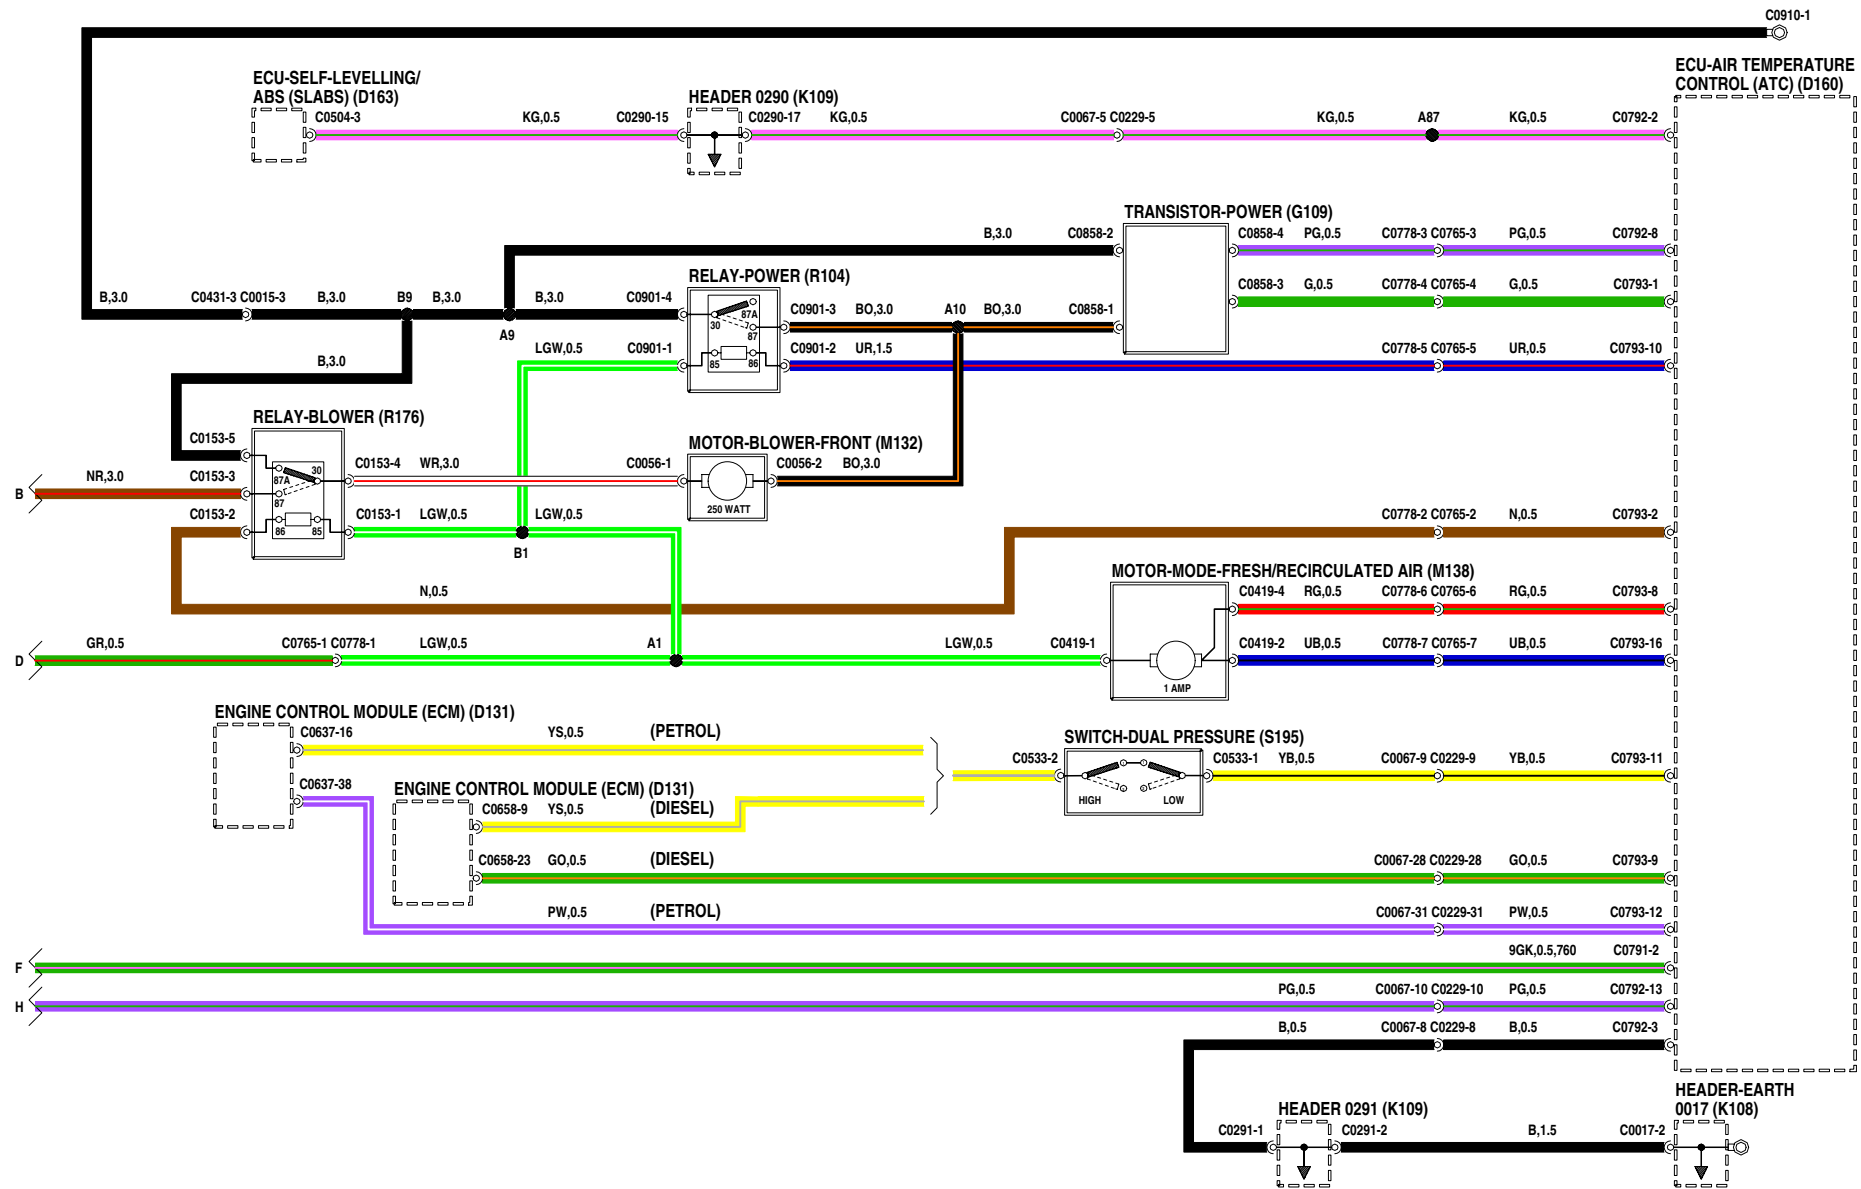 C0910-1
ECU-AIR TEMPERATURE
CONTROL (ATC) (D160)
ECU-SELF-LEVELLING/
ABS (SLABS) (D163)
HEADER 0290 (K109)
C0504-3 KG,0.5 C0290-15 C0290-17 KG,0.5 C0067-5 C0229-5 KG,0.5 A87 KG,0.5 C0792-2
TRANSISTOR-POWER (G109)
B,3.0 C0858-2 C0858-4 PG,0.5 C0778-3 C0765-3 PG,0.5 C0792-8
RELAY-POWER (R104)
C0858-3 G,0.5 C0778-4 C0765-4 G,0.5 C0793-1
B,3.0 C0431-3 C0015-3 B,3.0 B9 B,3.0 B,3.0 C0901-4
A9
30 87A
87
C0901-3 BO,3.0 A10 BO,3.0 C0858-1
LGW,0.5 C0901-1
85 86
C0901-2 UR,1.5 C0778-5 C0765-5 UR,0.5 C0793-10
B,3.0
RELAY-BLOWER (R176)
C0153-5
MOTOR-BLOWER-FRONT (M132)
B NR,3.0 C0153-3
30
87A
87
C0153-4 WR,3.0 C0056-1 C0056-2 BO,3.0
250 WATT
C0153-2
86 85
C0153-1 LGW,0.5 LGW,0.5
B1
C0778-2 C0765-2 N,0.5 C0793-2
MOTOR-MODE-FRESH/RECIRCULATED AIR (M138)
N,0.5
C0419-4 RG,0.5 C0778-6 C0765-6 RG,0.5 C0793-8
D GR,0.5 C0765-1 C0778-1 LGW,0.5 A1 LGW,0.5 C0419-1 C0419-2 UB,0.5 C0778-7 C0765-7 UB,0.5 C0793-16
1 AMP
ENGINE CONTROL MODULE (ECM) (D131)
C0637-16 YS,0.5 (PETROL)
SWITCH-DUAL PRESSURE (S195)
C0533-2 C0533-1 YB,0.5 C0067-9 C0229-9 YB,0.5 C0793-11
HIGH LOW
C0637-38
ENGINE CONTROL MODULE (ECM) (D131)
C0658-9 YS,0.5 (DIESEL)
C0658-23 GO,0.5 (DIESEL) C0067-28 C0229-28 GO,0.5 C0793-9
PW,0.5 (PETROL) C0067-31 C0229-31 PW,0.5 C0793-12
F 9GK,0.5,760 C0791-2
H PG,0.5 C0067-10 C0229-10 PG,0.5 C0792-13
B,0.5 C0067-8 C0229-8 B,0.5 C0792-3
HEADER-EARTH
0017 (K108)
HEADER 0291 (K109)
C0291-1 C0291-2 B,1.5 C0017-2